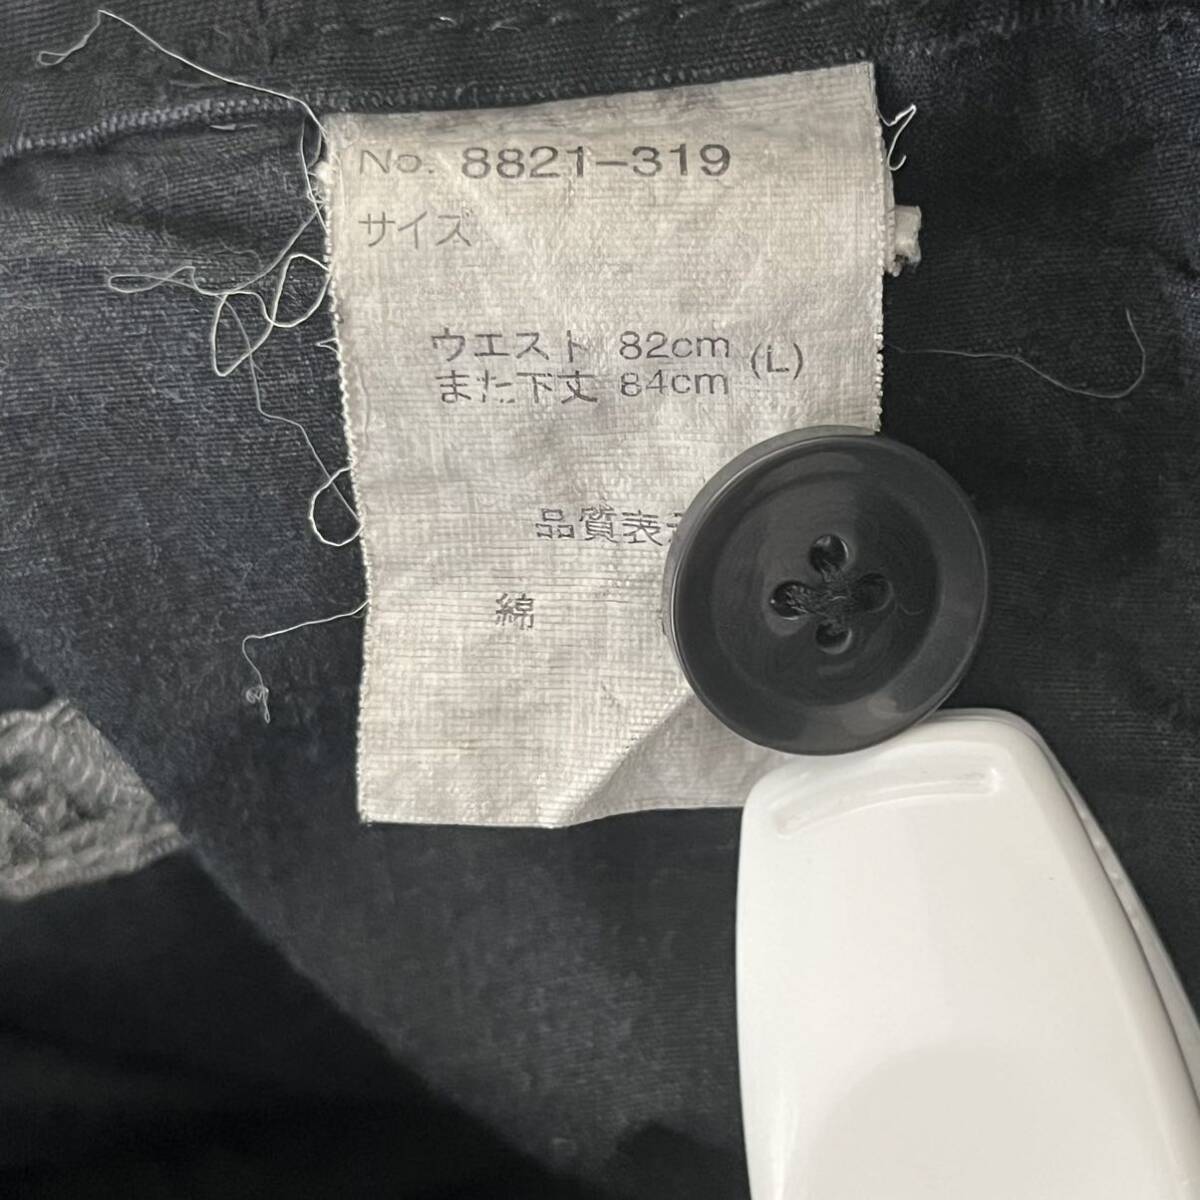 No. 8821-319
サイズ
ウエスト 82cm (L)
また下丈 84cm
品質表示
綿